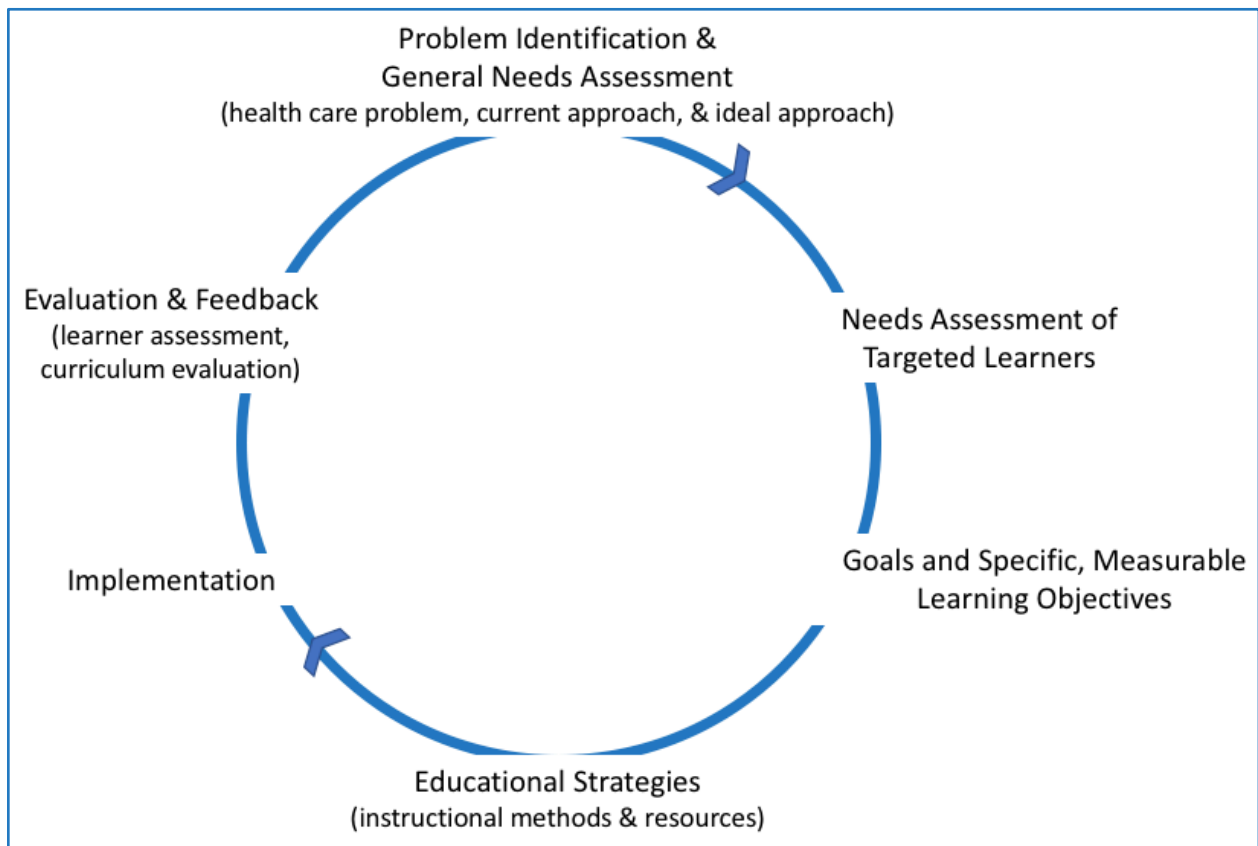 Problem Identification &
General Needs Assessment
(health care problem, current approach, & ideal approach)
Needs Assessment of
Targeted Learners
Goals and Specific, Measurable
Learning Objectives
Educational Strategies
(instructional methods & resources)
Implementation
Evaluation & Feedback
(learner assessment,
curriculum evaluation)